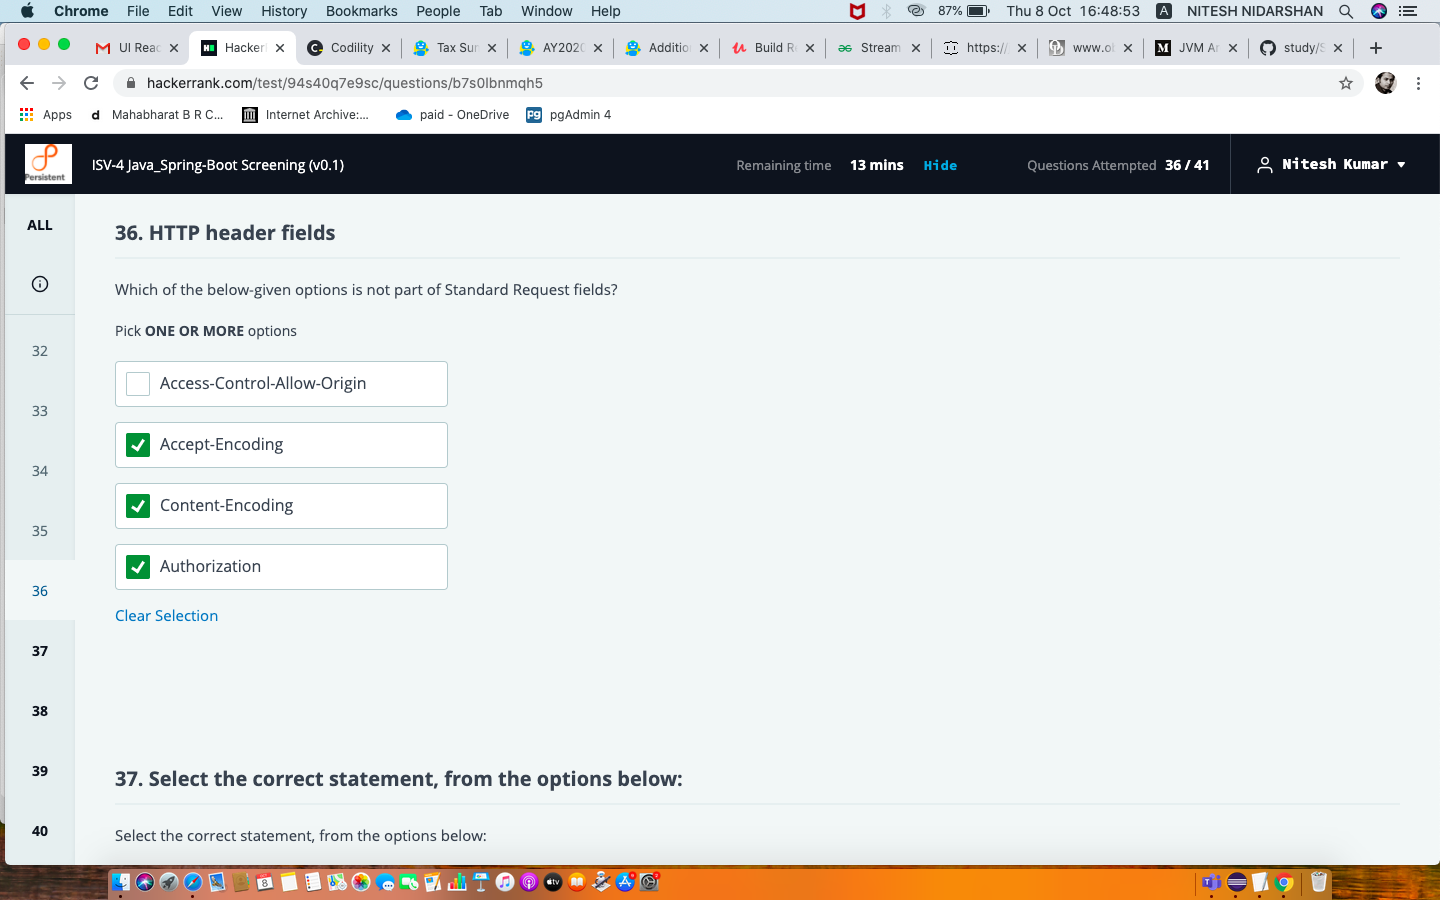 Chrome File Edit View History Bookmarks People Tab Window Help 87% Thu 8 Oct 16:48:53 A NITESH NIDARSHAN
UI Reac Hacker Codility Tax Sur AY202 Additio Build R Stream https:// www.ol JVM Ar study/S
hackerrank.com/test/94s40q7e9sc/questions/b7s0lbnmqh5
Apps d Mahabharat B R C... Internet Archive:... paid - OneDrive pgAdmin 4
Persistent ISV-4 Java_Spring-Boot Screening (v0.1) Remaining time 13 mins Hide Questions Attempted 36 / 41 Nitesh Kumar
ALL
32
33
34
35
36
37
38
39
40
36. HTTP header fields
Which of the below-given options is not part of Standard Request fields?
Pick ONE OR MORE options
Access-Control-Allow-Origin
Accept-Encoding
Content-Encoding
Authorization
Clear Selection
37. Select the correct statement, from the options below:
Select the correct statement, from the options below: